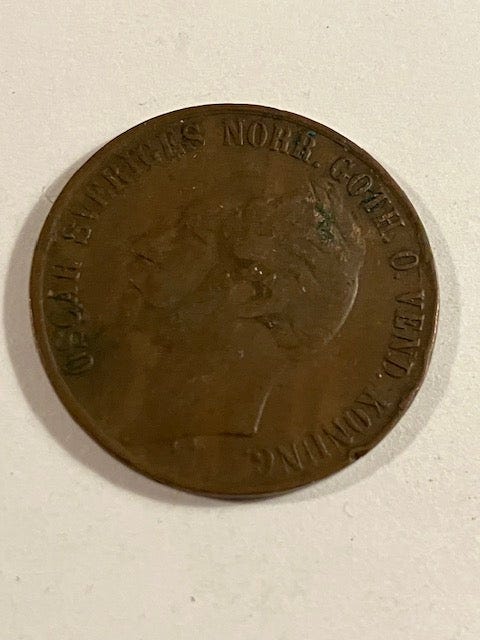 OSCAR SVERIGES NORR. GOTH. O. VEND. KONUNG.